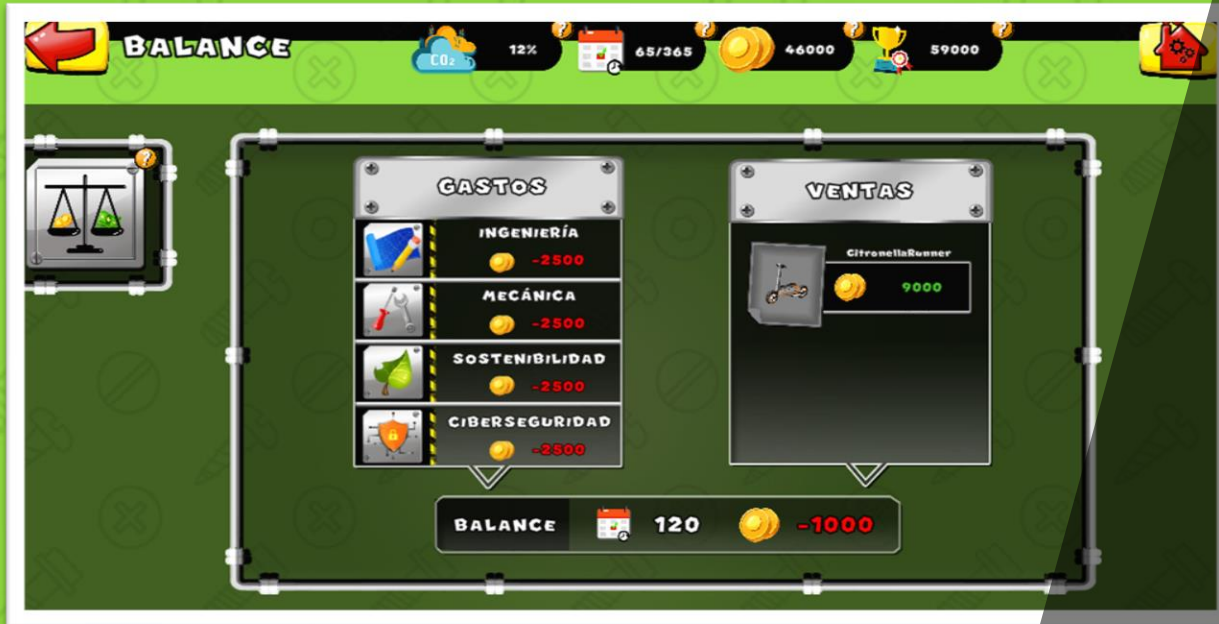 BALANCE
CO₂
12%
?
65/365
?
46000
?
59000
?
?
GASTOS
INGENIERÍA
-2500
MECÁNICA
-2500
SOSTENIBILIDAD
-2500
CIBERSEGURIDAD
-2500
VENTAS
CitronellaRunner
9000
BALANCE
120
-1000